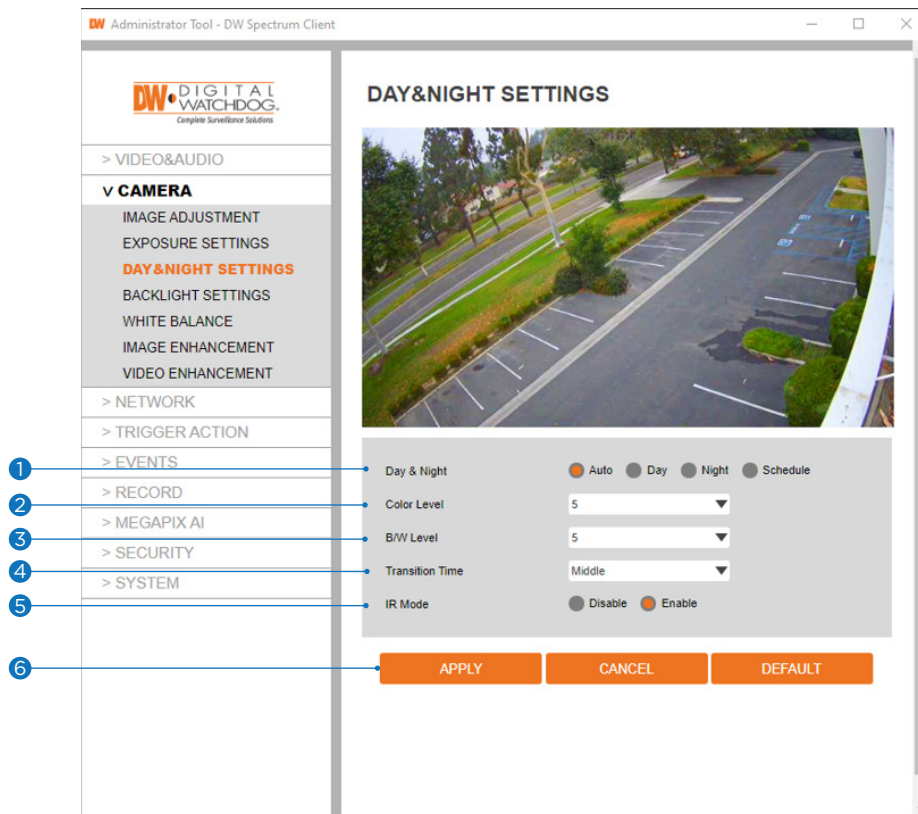 DW Administrator Tool - DW Spectrum Client
DW DIGITAL
WATCHDOG.
Complete Surveillance Solutions
> VIDEO&AUDIO
v CAMERA
IMAGE ADJUSTMENT
EXPOSURE SETTINGS
DAY&NIGHT SETTINGS
BACKLIGHT SETTINGS
WHITE BALANCE
IMAGE ENHANCEMENT
VIDEO ENHANCEMENT
> NETWORK
> TRIGGER ACTION
> EVENTS
> RECORD
> MEGAPIX AI
> SECURITY
> SYSTEM
DAY&NIGHT SETTINGS
1 Day & Night Auto Day Night Schedule
2 Color Level 5
3 B/W Level 5
4 Transition Time Middle
5 IR Mode Disable Enable
6 APPLY CANCEL DEFAULT